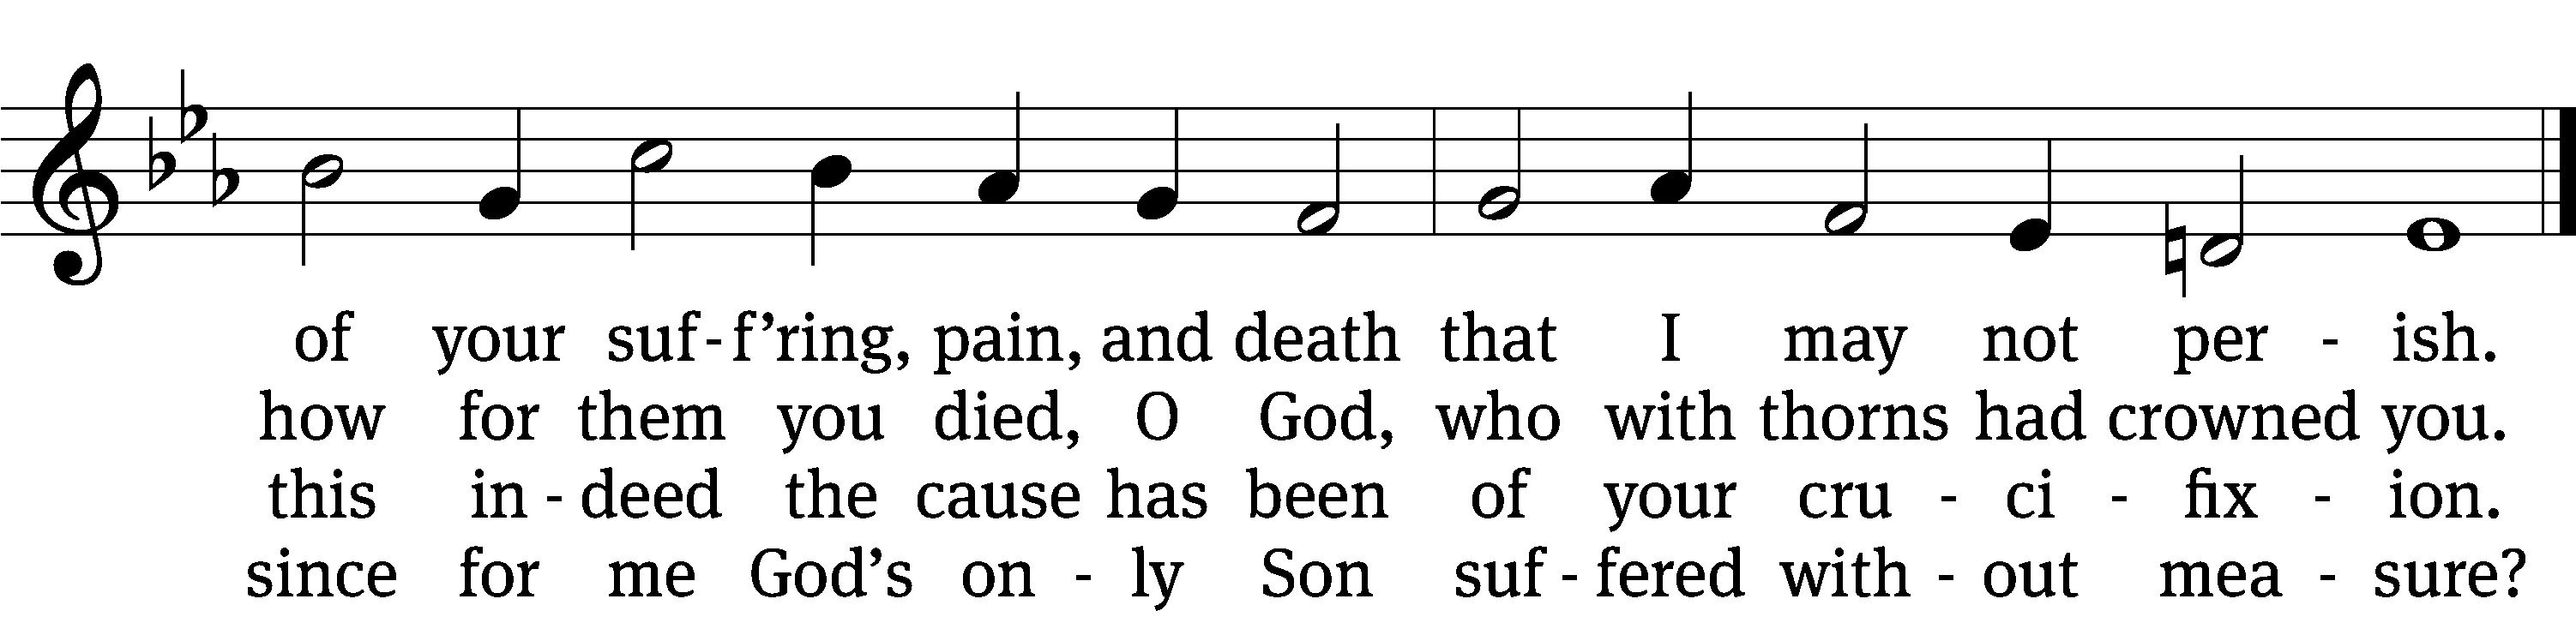 of your suf - f’ring, pain, and death that I may not per - ish.
how for them you died, O God, who with thorns had crowned you.
this in - deed the cause has been of your cru - ci - fix - ion.
since for me God’s on - ly Son suf - fered with - out mea - sure?